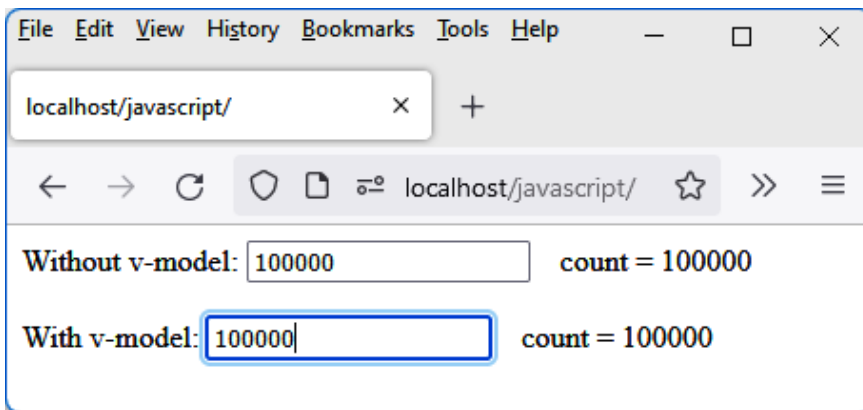 File Edit View History Bookmarks Tools Help
localhost/javascript/
localhost/javascript/
Without v-model: 100000 count = 100000
With v-model: 100000 count = 100000